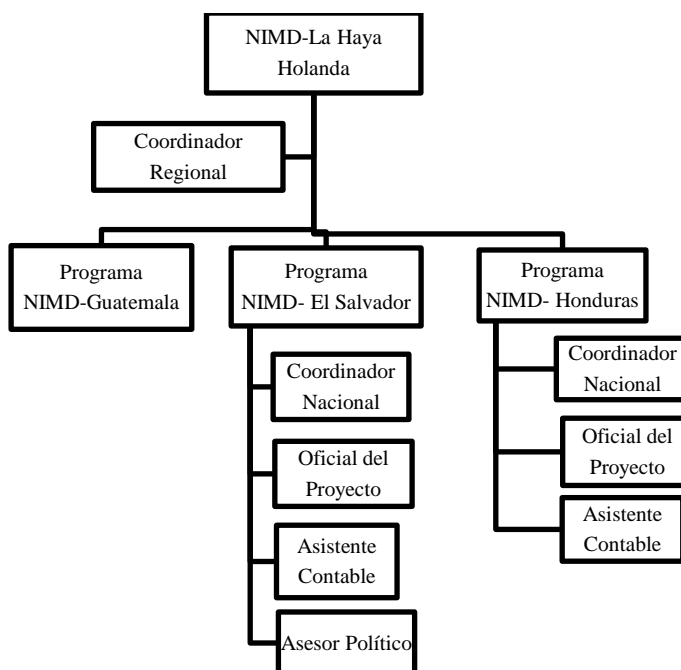 NIMD-La Haya
Holanda
Coordinador
Regional
Programa
NIMD-Guatemala
Programa
NIMD- El Salvador
Programa
NIMD- Honduras
Coordinador
Nacional
Oficial del
Proyecto
Asistente
Contable
Asesor Político
Coordinador
Nacional
Oficial del
Proyecto
Asistente
Contable